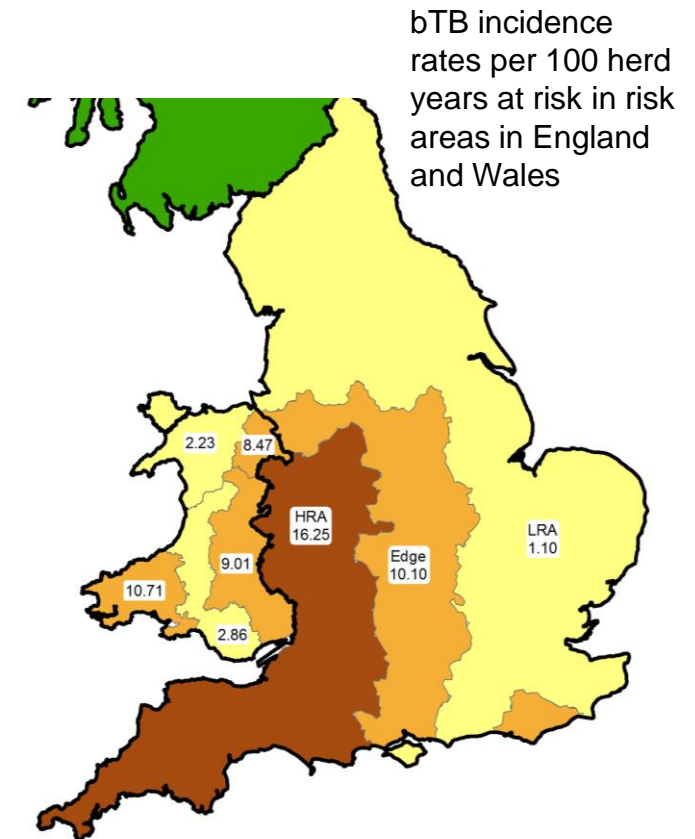 bTB incidence
rates per 100 herd
years at risk in risk
areas in England
and Wales
2.23
8.47
HRA
16.25
LRA
1.10
Edge
10.10
9.01
10.71
2.86